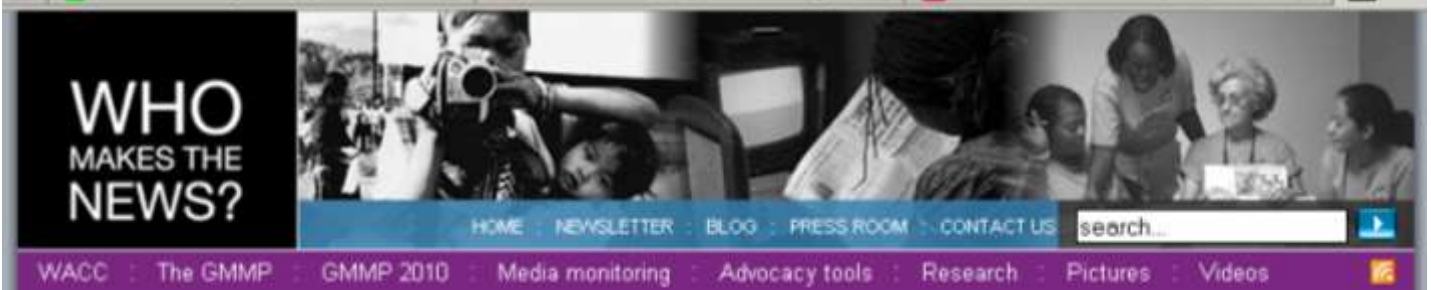 WHO
MAKES THE
NEWS?
HOME : NEWSLETTER : BLOG : PRESS ROOM : CONTACT US
search...
WACC : The GMMP : GMMP 2010 : Media monitoring : Advocacy tools : Research : Pictures : Videos